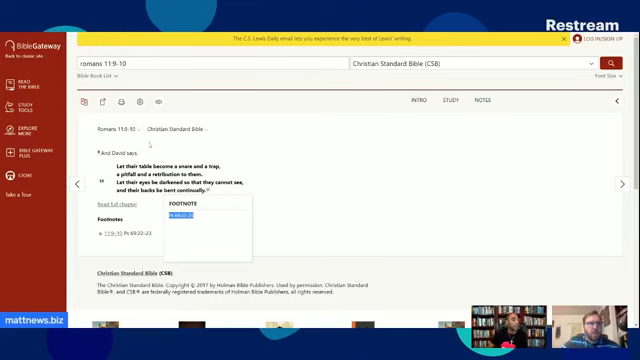 Restream
The C.S. Lewis Daily email lets you experience the very best of Lewis' writing.
BibleGateway
Back to classic site
LOG IN/SIGN UP
romans 11:9-10
Christian Standard Bible (CSB)
Bible Book List
Font Size
READ THE BIBLE
STUDY TOOLS
EXPLORE MORE
BIBLE GATEWAY PLUS
STORE
Take a Tour
INTRO STUDY NOTES
Romans 11:9-10 Christian Standard Bible
9 And David says,
Let their table become a snare and a trap,
a pitfall and a retribution to them.
10 Let their eyes be darkened so that they cannot see,
and their backs be bent continually.
Read full chapter
FOOTNOTE
Ps 69:22-23
Footnotes
a. 11:9-10 Ps 69:22–23
Christian Standard Bible (CSB)
The Christian Standard Bible. Copyright © 2017 by Holman Bible Publishers. Used by permission. Christian Standard
Bible®, and CSB® are federally registered trademarks of Holman Bible Publishers, all rights reserved.
mattnews.biz